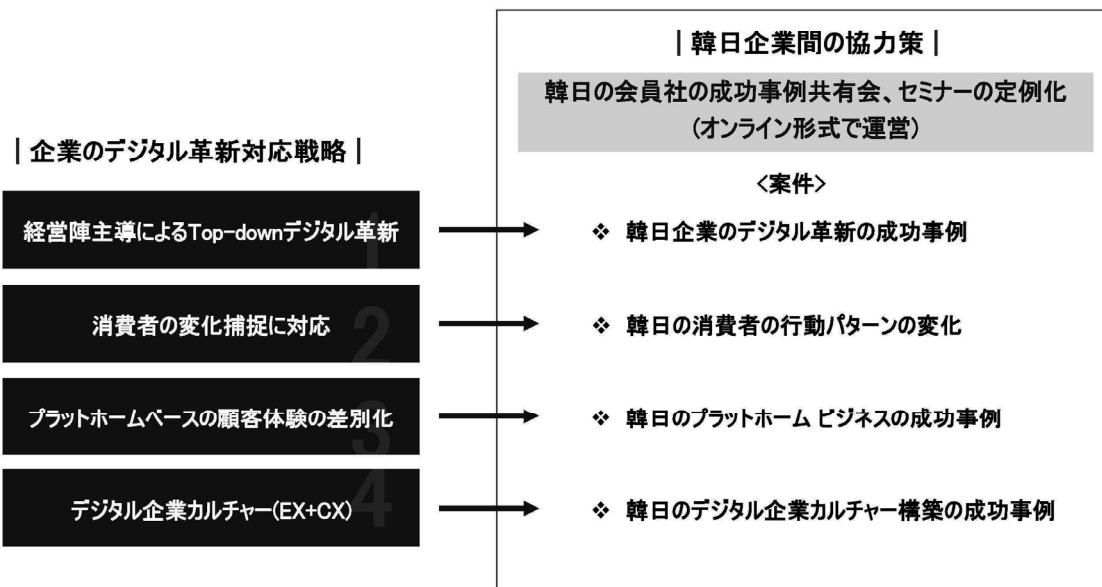 |韓日企業間の協力策|
韓日の会員社の成功事例共有会、セミナーの定例化
(オンライン形式で運営)
|企業のデジタル革新対応戦略|
<案件>
経営陣主導によるTop-downデジタル革新
1
❖ 韓日企業のデジタル革新の成功事例
消費者の変化捕捉に対応
2
❖ 韓日の消費者の行動パターンの変化
プラットホームベースの顧客体験の差別化
3
❖ 韓日のプラットホーム ビジネスの成功事例
デジタル企業カルチャー(EX+CX)
4
❖ 韓日のデジタル企業カルチャー構築の成功事例